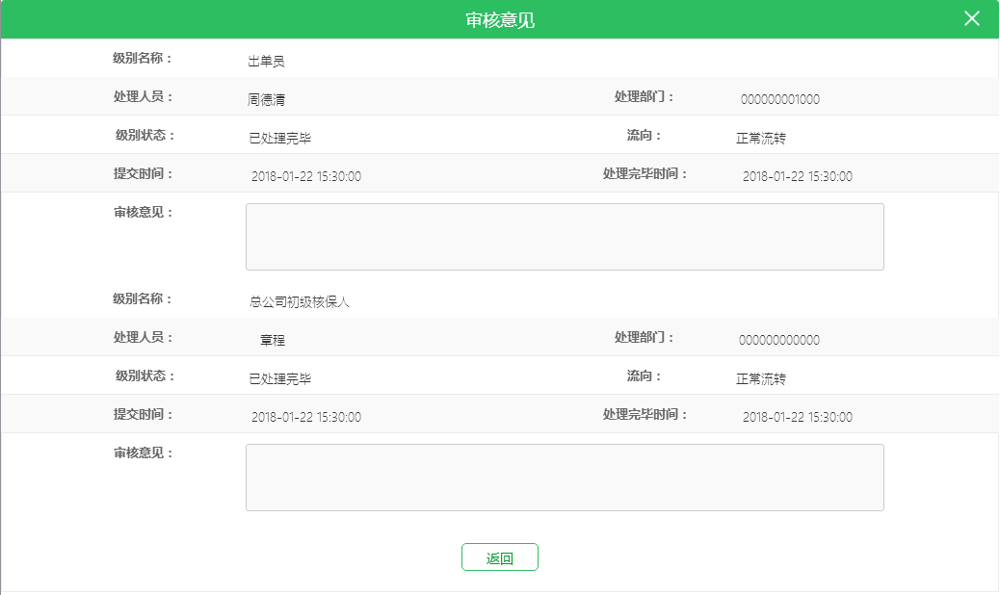 审核意见
级别名称：出单员
处理人员：周德清 处理部门：000000001000
级别状态：已处理完毕 流向：正常流转
提交时间：2018-01-22 15:30:00 处理完毕时间：2018-01-22 15:30:00
审核意见：
级别名称：总公司初级核保人
处理人员：章程 处理部门：000000000000
级别状态：已处理完毕 流向：正常流转
提交时间：2018-01-22 15:30:00 处理完毕时间：2018-01-22 15:30:00
审核意见：
返回